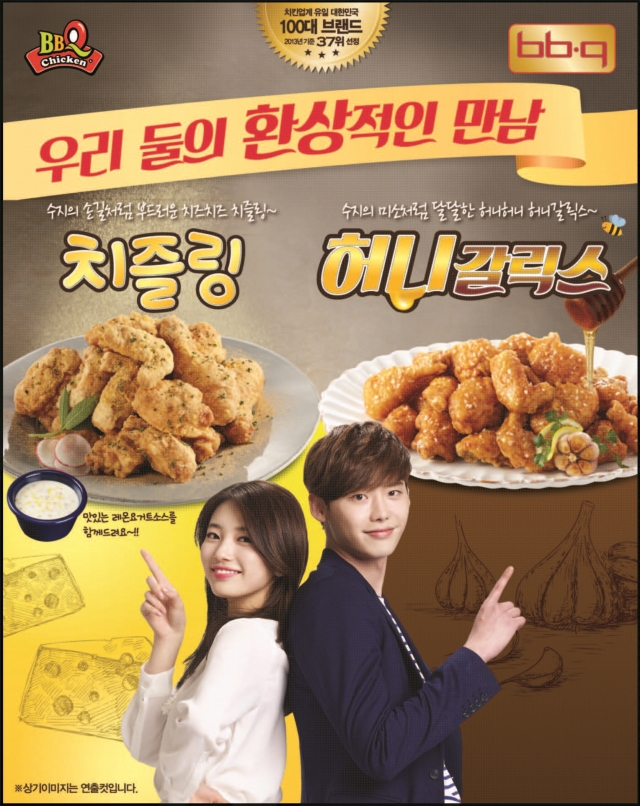 BBQ
Chicken
치킨업계 유일 대한민국
100대 브랜드
2013년 기준 37위 선정
bb.q
우리 둘의 환상적인 만남
수지의 손길처럼 부드러운 치즈치즈 치즐링~
치즐링
수지의 미소처럼 달달한 허니허니 허니갈릭스~
허니갈릭스
맛있는 레몬요거트소스를
함께드려요~!!
※상기이미지는 연출컷입니다.